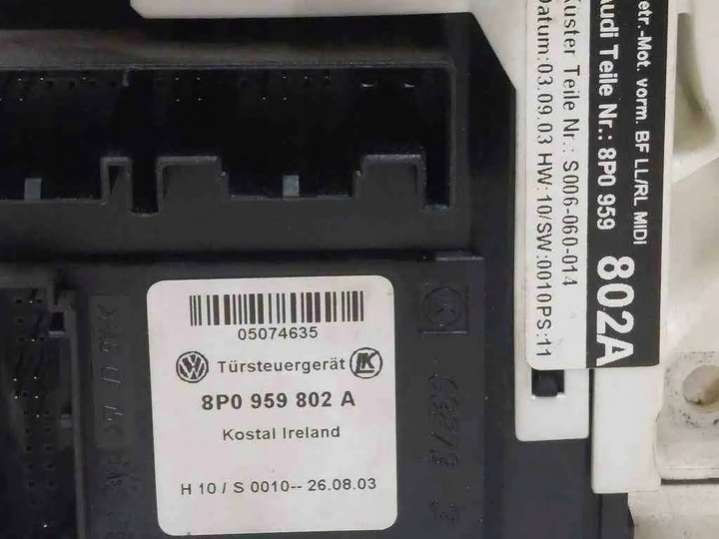 etr.-Mot. vorm. BF LL/RL MIDI
Audi Teile Nr.: 8P0 959 802A
Küster Teile Nr.: S006-060-014
Datum:03.09.03 HW:10/SW:0010PS:11
05074635
Türsteuergerät
8P0 959 802 A
Kostal Ireland
H 10 / S 0010-- 26.08.03